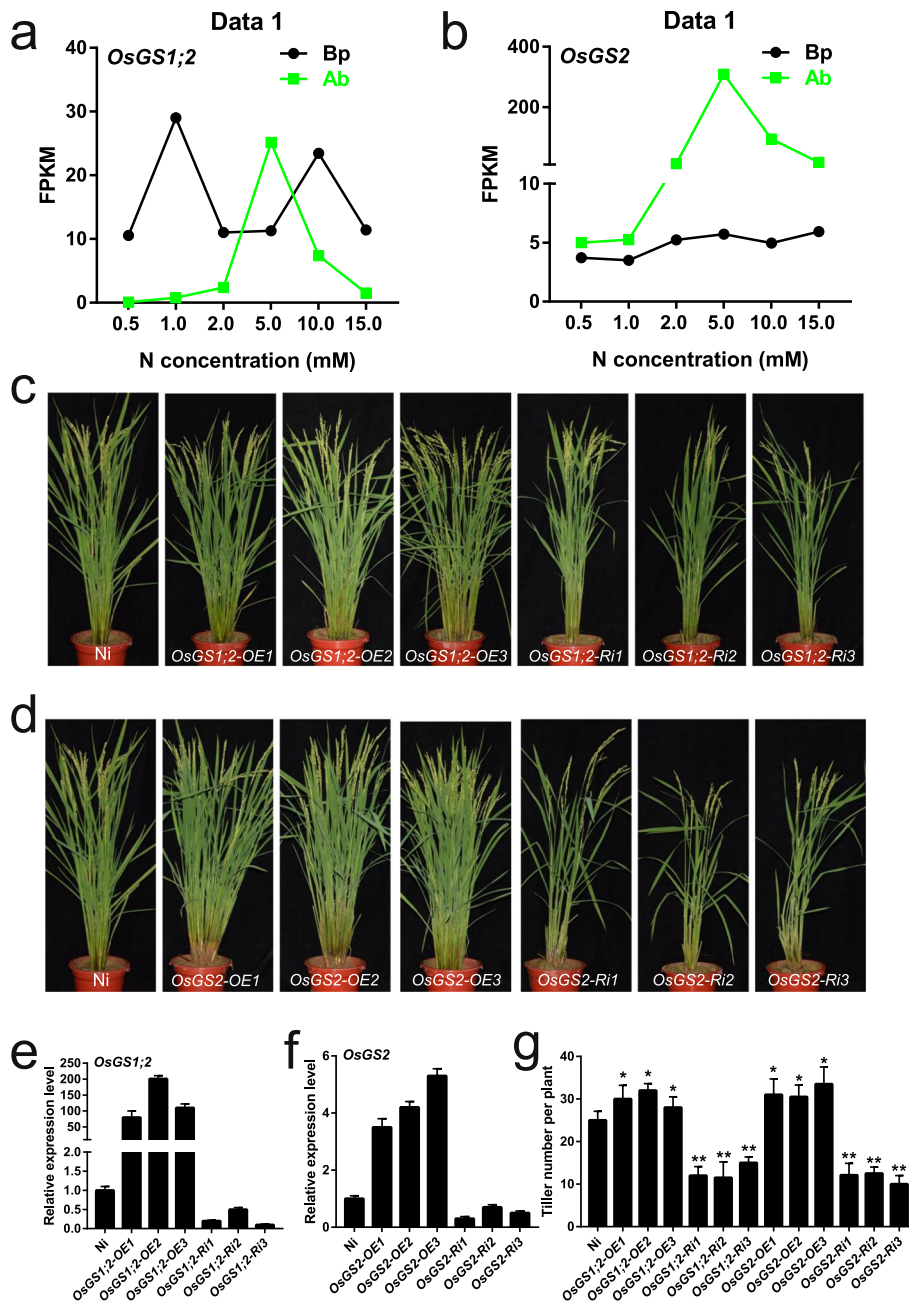 a
Data 1
OsGS1;2
Bp
Ab
FPKM
40
30
20
10
0
0.5 1.0 2.0 5.0 10.0 15.0
N concentration (mM)
b
Data 1
OsGS2
Bp
Ab
FPKM
400
200
10
5
0
0.5 1.0 2.0 5.0 10.0 15.0
N concentration (mM)
c
Ni OsGS1;2-OE1 OsGS1;2-OE2 OsGS1;2-OE3 OsGS1;2-Ri1 OsGS1;2-Ri2 OsGS1;2-Ri3
d
Ni OsGS2-OE1 OsGS2-OE2 OsGS2-OE3 OsGS2-Ri1 OsGS2-Ri2 OsGS2-Ri3
e
OsGS1;2
Relative expression level
250
200
150
100
50
2.0
1.5
1.0
0.5
0.0
Ni OsGS1;2-OE1 OsGS1;2-OE2 OsGS1;2-OE3 OsGS1;2-Ri1 OsGS1;2-Ri2 OsGS1;2-Ri3
f
OsGS2
Relative expression level
6
4
2
0
Ni OsGS2-OE1 OsGS2-OE2 OsGS2-OE3 OsGS2-Ri1 OsGS2-Ri2 OsGS2-Ri3
g
Tiller number per plant
40
30
20
10
0
* * * ** ** ** * * * ** ** **
Ni OsGS1;2-OE1 OsGS1;2-OE2 OsGS1;2-OE3 OsGS1;2-Ri1 OsGS1;2-Ri2 OsGS1;2-Ri3 OsGS2-OE1 OsGS2-OE2 OsGS2-OE3 OsGS2-Ri1 OsGS2-Ri2 OsGS2-Ri3